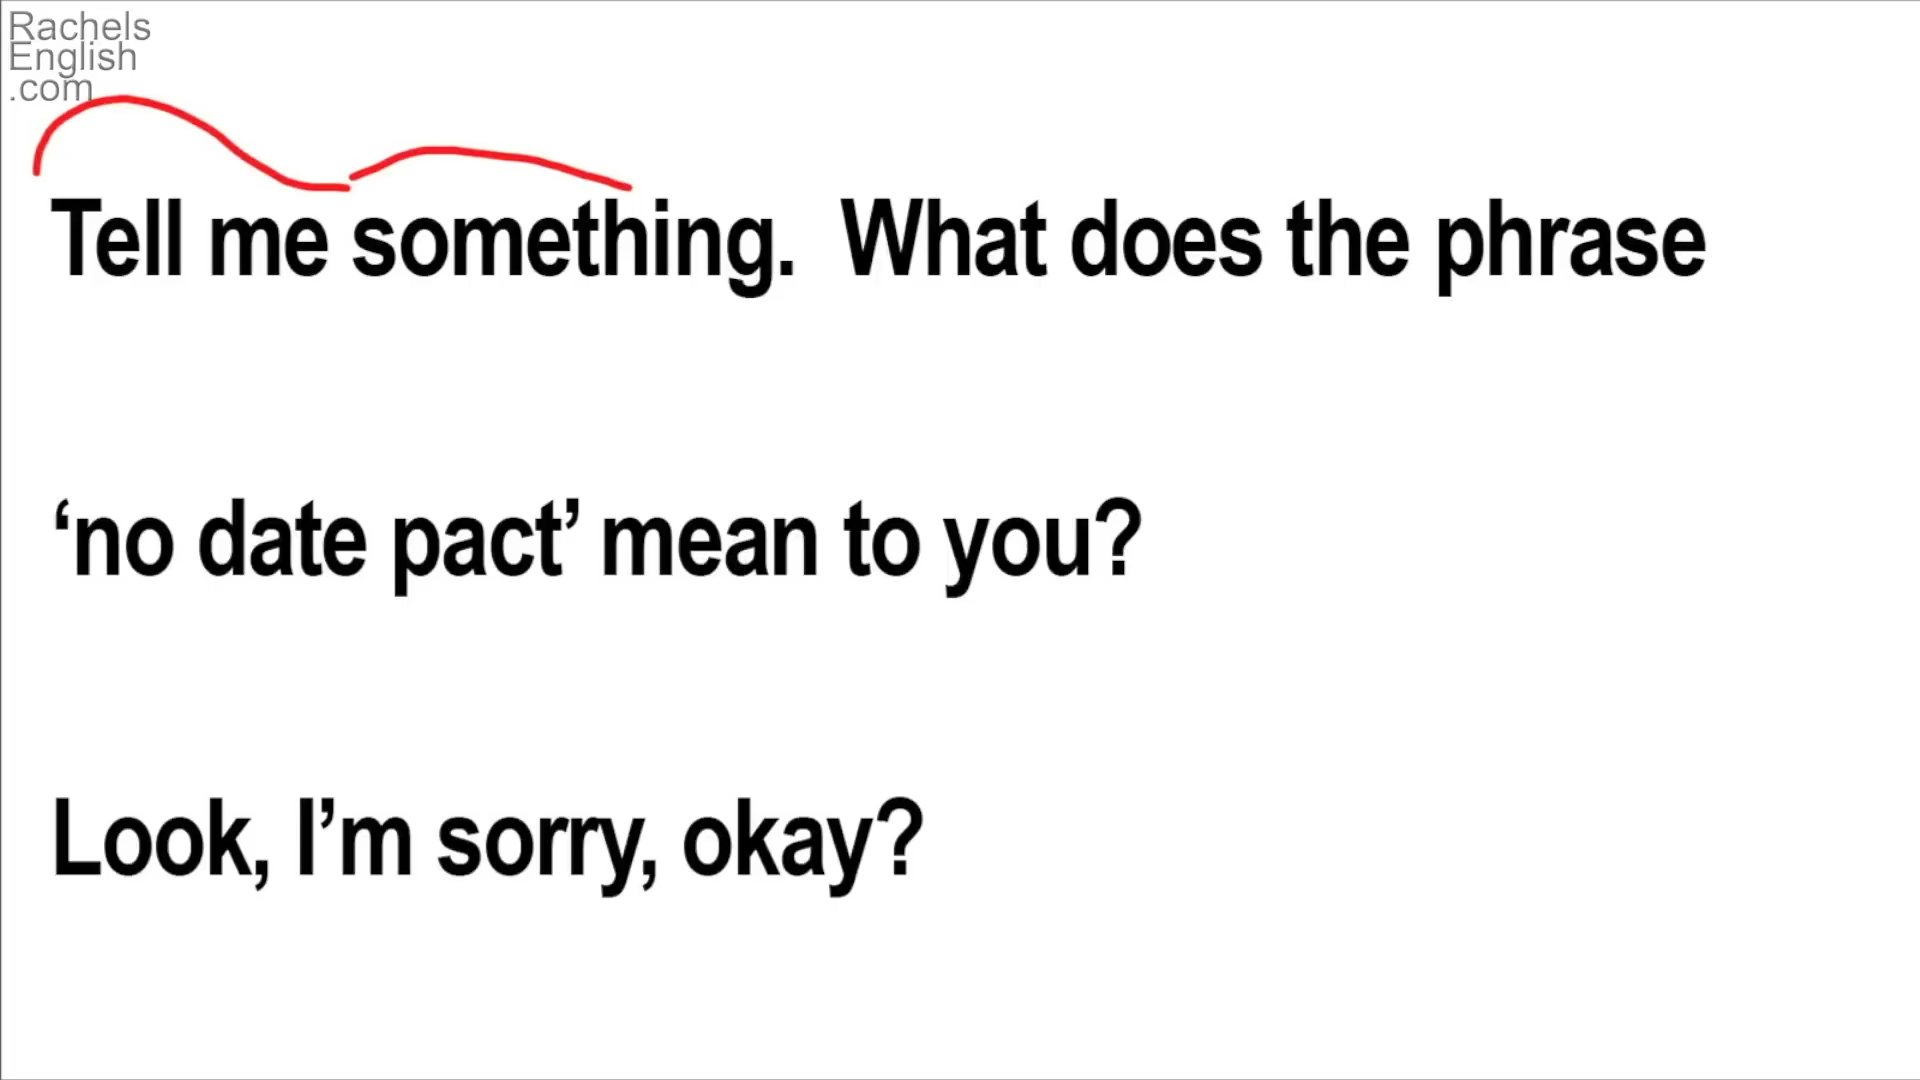 Rachels
English
.com
Tell me something.  What does the phrase
‘no date pact’ mean to you?
Look, I’m sorry, okay?